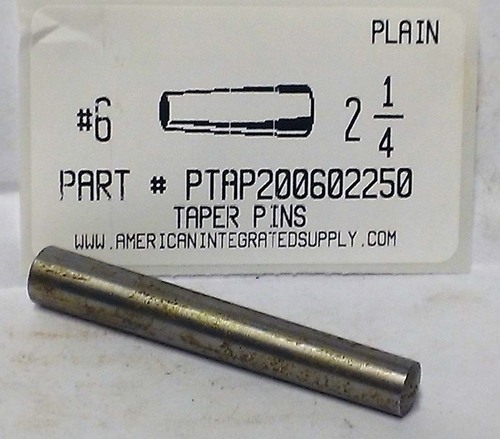 PLAIN
#6 2 1/4
PART # PTAP200602250
TAPER PINS
WWW.AMERICANINTEGRATEDSUPPLY.COM